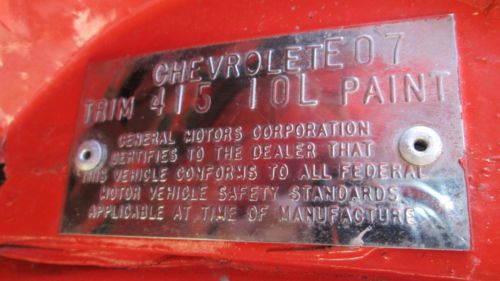 CHEVROLET E07
TRIM 415 10L PAINT
GENERAL MOTORS CORPORATION
CERTIFIES TO THE DEALER THAT
THIS VEHICLE CONFORMS TO ALL FEDERAL
MOTOR VEHICLE SAFETY STANDARDS
APPLICABLE AT TIME OF MANUFACTURE